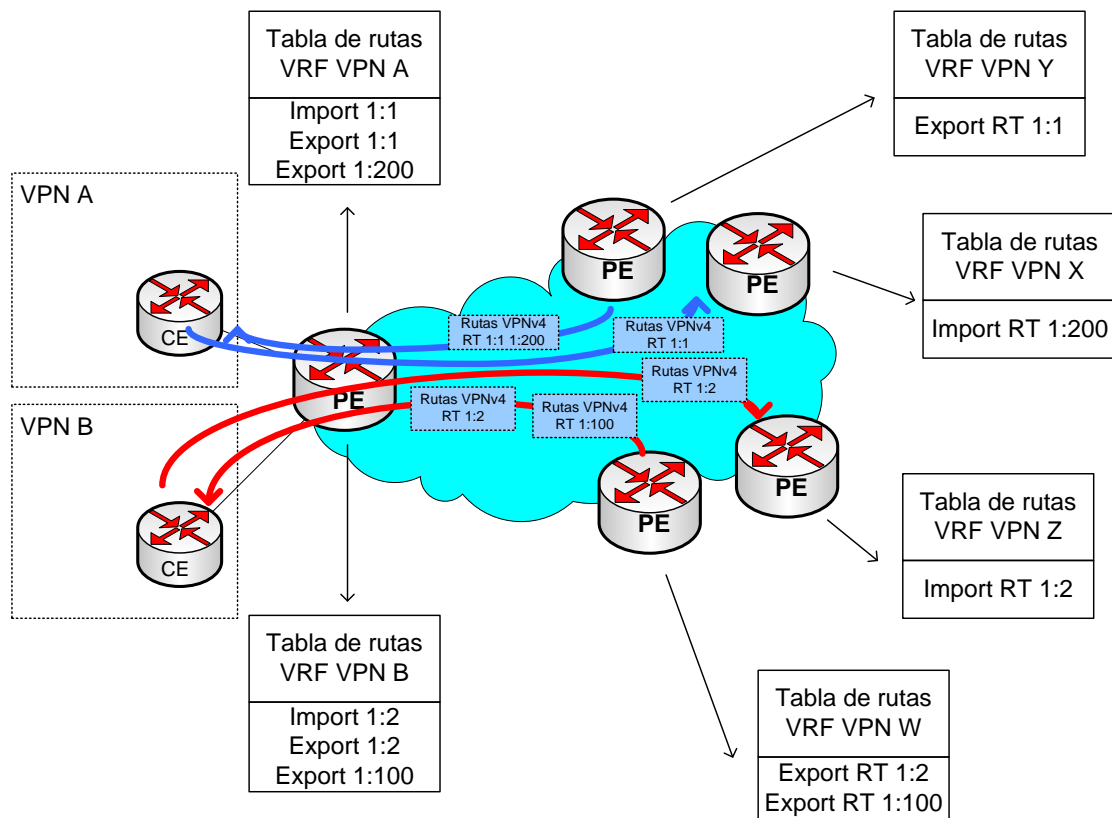 Tabla de rutas
VRF VPN A
Import 1:1
Export 1:1
Export 1:200
Tabla de rutas
VRF VPN Y
Export RT 1:1
VPN A
CE
PE
PE
Tabla de rutas
VRF VPN X
Import RT 1:200
Rutas VPNv4
RT 1:1 1:200
Rutas VPNv4
RT 1:1
PE
Rutas VPNv4
RT 1:2
Rutas VPNv4
RT 1:2
Rutas VPNv4
RT 1:100
VPN B
CE
PE
PE
Tabla de rutas
VRF VPN Z
Import RT 1:2
Tabla de rutas
VRF VPN B
Import 1:2
Export 1:2
Export 1:100
Tabla de rutas
VRF VPN W
Export RT 1:2
Export RT 1:100